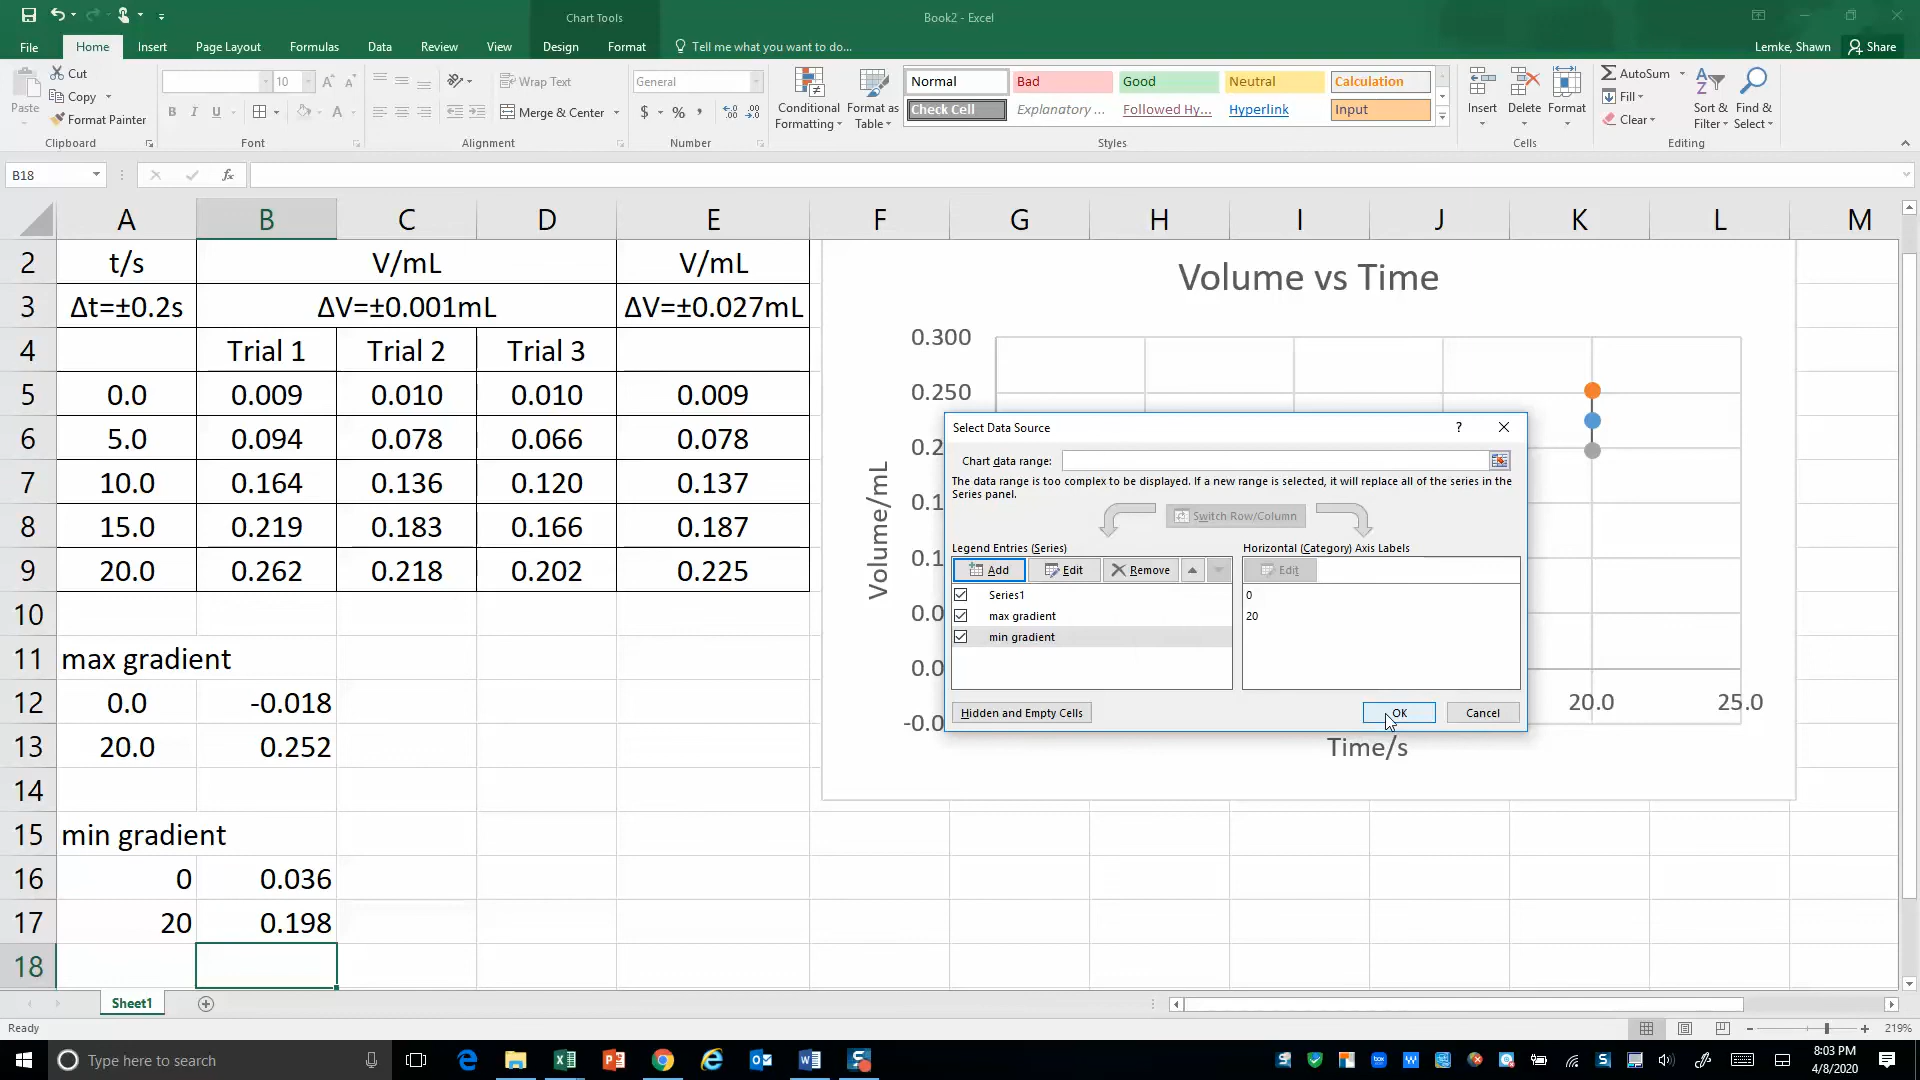 Chart Tools
Book2 - Excel
File Home Insert Page Layout Formulas Data Review View Design Format Tell me what you want to do... Lemke, Shawn Share
Paste
Cut
Copy
Format Painter
10
Wrap Text
Merge & Center
General
Conditional Formatting
Format as Table
Normal Bad Good Neutral Calculation
Check Cell Explanatory ... Followed Hy... Hyperlink Input
Insert Delete Format
AutoSum
Fill
Clear
Sort & Filter
Find & Select
Clipboard Font Alignment Number Styles Cells Editing
B18
A B C D E F G H I J K L M
2 t/s V/mL V/mL
3 Δt=±0.2s ΔV=±0.001mL ΔV=±0.027mL
4 Trial 1 Trial 2 Trial 3
5 0.0 0.009 0.010 0.010 0.009
6 5.0 0.094 0.078 0.066 0.078
7 10.0 0.164 0.136 0.120 0.137
8 15.0 0.219 0.183 0.166 0.187
9 20.0 0.262 0.218 0.202 0.225
10
11 max gradient
12 0.0 -0.018
13 20.0 0.252
14
15 min gradient
16 0 0.036
17 20 0.198
18
Volume vs Time
0.300
0.250
0.2
0.1
0.1
0.0
0.0
-0.0
Volume/mL
20.0 25.0
Time/s
Select Data Source ?
Chart data range:
The data range is too complex to be displayed. If a new range is selected, it will replace all of the series in the
Series panel.
Switch Row/Column
Legend Entries (Series) Horizontal (Category) Axis Labels
Add Edit Remove Edit
Series1
max gradient
min gradient
0
20
Hidden and Empty Cells OK Cancel
Sheet1
Ready 219%
Type here to search
8:03 PM
4/8/2020